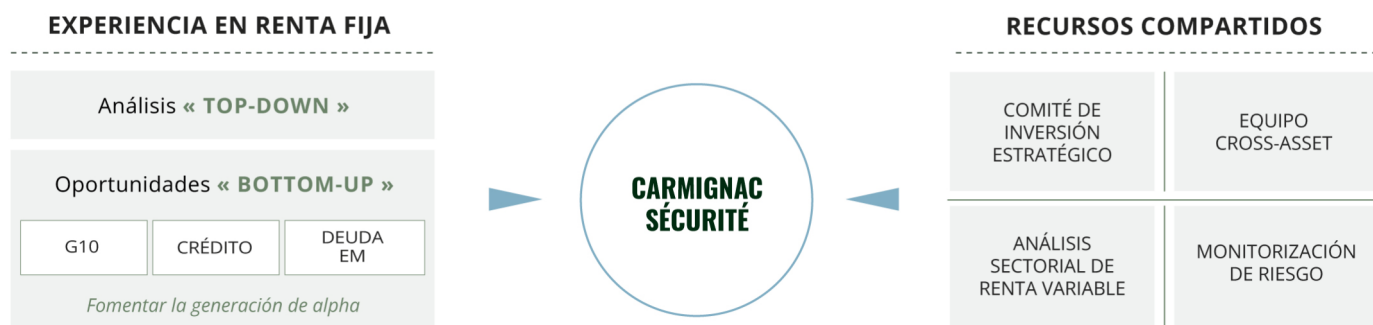 EXPERIENCIA EN RENTA FIJA
Análisis « TOP-DOWN »
Oportunidades « BOTTOM-UP »
G10
CRÉDITO
DEUDA
EM
Fomentar la generación de alpha
CARMIGNAC
SÉCURITÉ
RECURSOS COMPARTIDOS
COMITÉ DE
INVERSIÓN
ESTRATÉGICO
EQUIPO
CROSS-ASSET
ANÁLISIS
SECTORIAL DE
RENTA VARIABLE
MONITORIZACIÓN
DE RIESGO